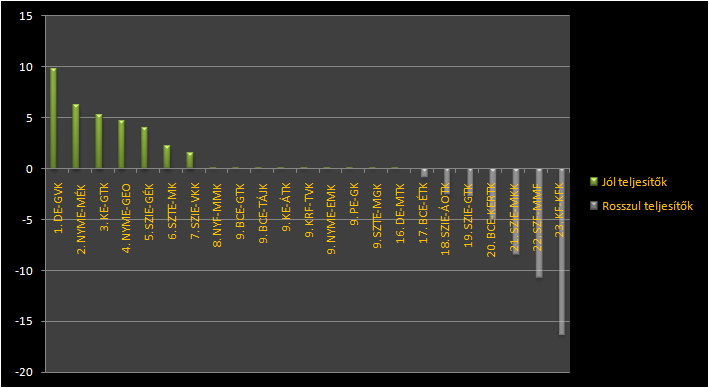 15
10
5
0
-5
-10
-15
-20
1. DE-GVK
2. NYME-MÉK
3. KE-GTK
4. NYME-GEO
5.SZIE-GÉK
6.SZTE-MK
7.SZIE-VKK
8. NYF-MMK
9. BCE-GTK
9. BCE-TÁJK
9. KE-ÁTK
9. KRF-TVK
9. NYME-EMK
9. PE-GK
9.SZTE-MGK
16. DE-MTK
17. BCE-ÉTK
18.SZIE-ÁOTK
19. SZIE-GTK
20. BCE-KERTK
21. SZIE-MKK
22. SZF-MMF
23. KF-KFK
Jól teljesítők
Rosszul teljesítők